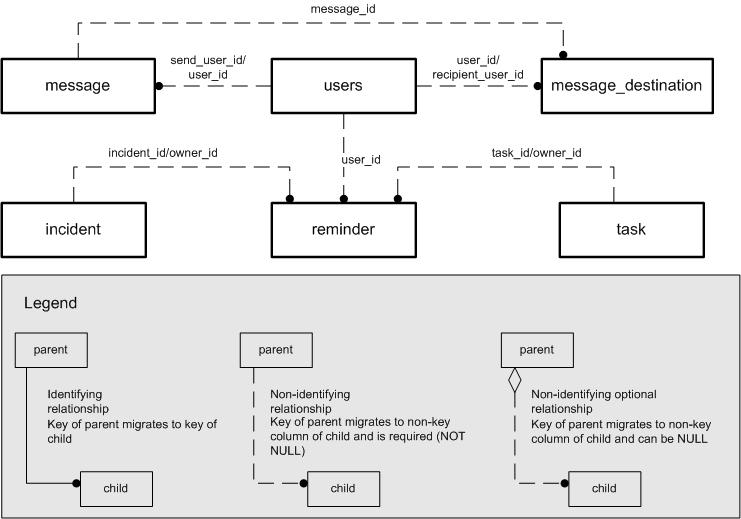 message_id
send_user_id/
user_id
user_id/
recipient_user_id
message
users
message_destination
incident_id/owner_id
user_id
task_id/owner_id
incident
reminder
task
Legend
parent
parent
parent
Identifying
relationship
Key of parent migrates to key of
child
Non-identifying
relationship
Key of parent migrates to non-key
column of child and is required (NOT
NULL)
Non-identifying optional
relationship
Key of parent migrates to non-key
column of child and can be NULL
child
child
child